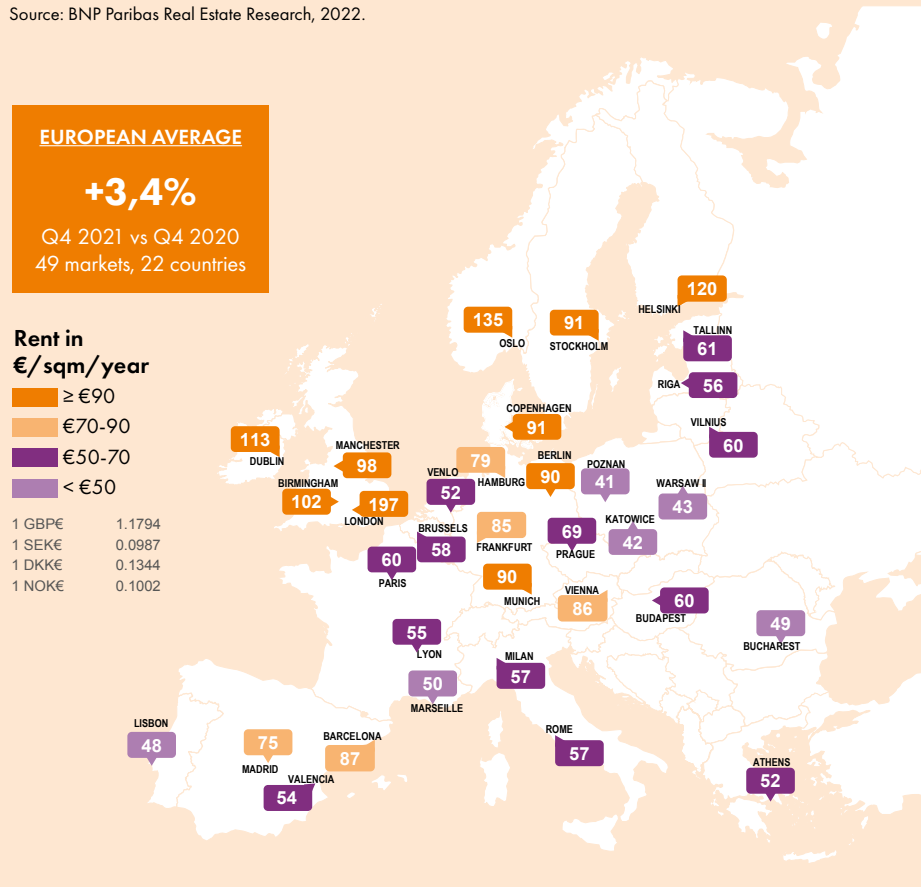 Source: BNP Paribas Real Estate Research, 2022.
EUROPEAN AVERAGE
+3,4%
Q4 2021 vs Q4 2020
49 markets, 22 countries
Rent in
€/sqm/year
≥ €90
€70-90
€50-70
< €50
1 GBP€ 1.1794
1 SEK€ 0.0987
1 DKK€ 0.1344
1 NOK€ 0.1002
120
HELSINKI
135
OSLO
91
STOCKHOLM
TALLINN
61
RIGA
56
COPENHAGEN
91
VILNIUS
60
113
DUBLIN
MANCHESTER
98
BIRMINGHAM
102
197
LONDON
VENLO
52
79
HAMBURG
BERLIN
90
POZNAN
41
WARSAW II
43
KATOWICE
42
BRUSSELS
58
85
FRANKFURT
69
PRAGUE
60
PARIS
90
MUNICH
VIENNA
86
60
BUDAPEST
49
BUCHAREST
55
LYON
MILAN
57
50
MARSEILLE
LISBON
48
75
MADRID
BARCELONA
87
VALENCIA
54
ROME
57
ATHENS
52